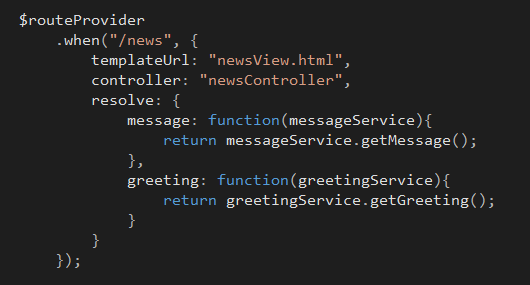 $routeProvider
    .when("/news", {
        templateUrl: "newsView.html",
        controller: "newsController",
        resolve: {
            message: function(messageService){
                return messageService.getMessage();
            },
            greeting: function(greetingService){
                return greetingService.getGreeting();
            }
        }
    });